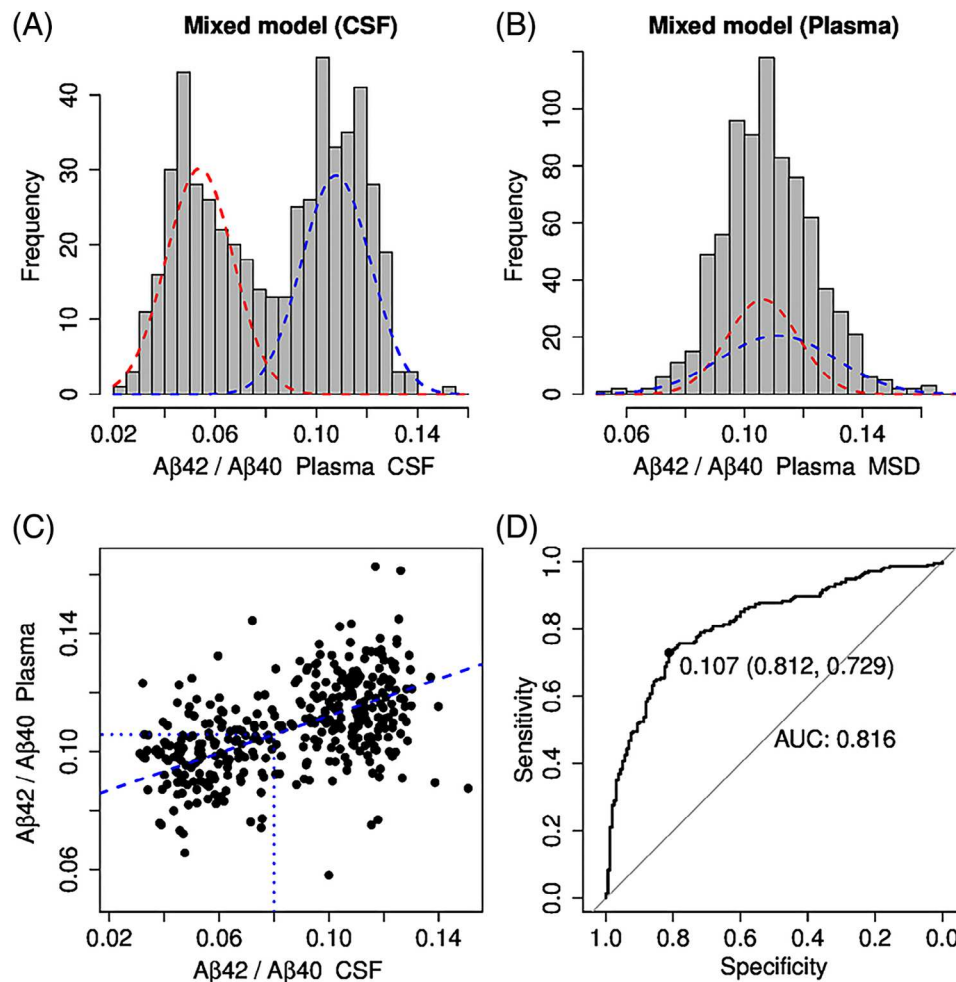 (A)
Mixed model (CSF)
Frequency
0 10 20 30 40
0.02 0.06 0.10 0.14
Aβ42 / Aβ40 Plasma CSF
(B)
Mixed model (Plasma)
Frequency
0 20 40 60 80 100
0.06 0.10 0.14
Aβ42 / Aβ40 Plasma MSD
(C)
Aβ42 / Aβ40 Plasma
0.06 0.10 0.14
0.02 0.06 0.10 0.14
Aβ42 / Aβ40 CSF
(D)
Sensitivity
0.0 0.2 0.4 0.6 0.8 1.0
0.107 (0.812, 0.729)
AUC: 0.816
1.0 0.8 0.6 0.4 0.2 0.0
Specificity